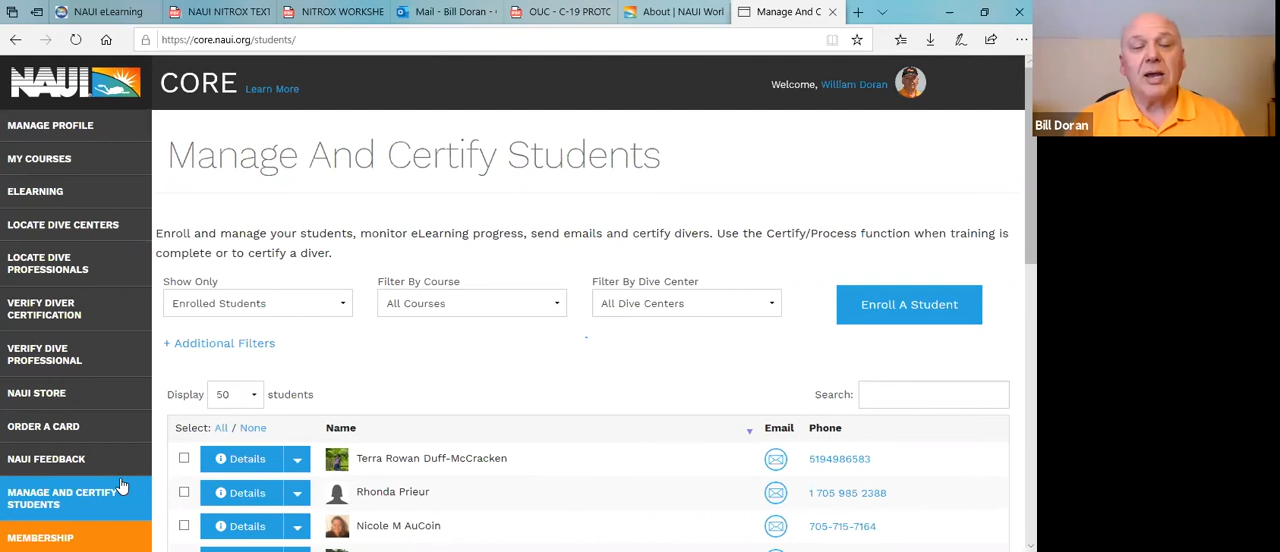 NAUI eLearning
NAUI NITROX TEXT
NITROX WORKSHE
Mail - Bill Doran -
OUC - C-19 PROTO
About | NAUI Worl
Manage And C
https://core.naui.org/students/
NAUI
CORE Learn More
Welcome, William Doran
Bill Doran
MANAGE PROFILE
MY COURSES
ELEARNING
LOCATE DIVE CENTERS
LOCATE DIVE
PROFESSIONALS
VERIFY DIVER
CERTIFICATION
VERIFY DIVE
PROFESSIONAL
NAUI STORE
ORDER A CARD
NAUI FEEDBACK
MANAGE AND CERTIFY
STUDENTS
MEMBERSHIP
Manage And Certify Students
Enroll and manage your students, monitor eLearning progress, send emails and certify divers. Use the Certify/Process function when training is
complete or to certify a diver.
Show Only
Enrolled Students
Filter By Course
All Courses
Filter By Dive Center
All Dive Centers
Enroll A Student
+ Additional Filters
Display 50 students
Search:
Select: All / None
Name
Email
Phone
Details
Terra Rowan Duff-McCracken
5194986583
Details
Rhonda Prieur
1 705 985 2388
Details
Nicole M AuCoin
705-715-7164